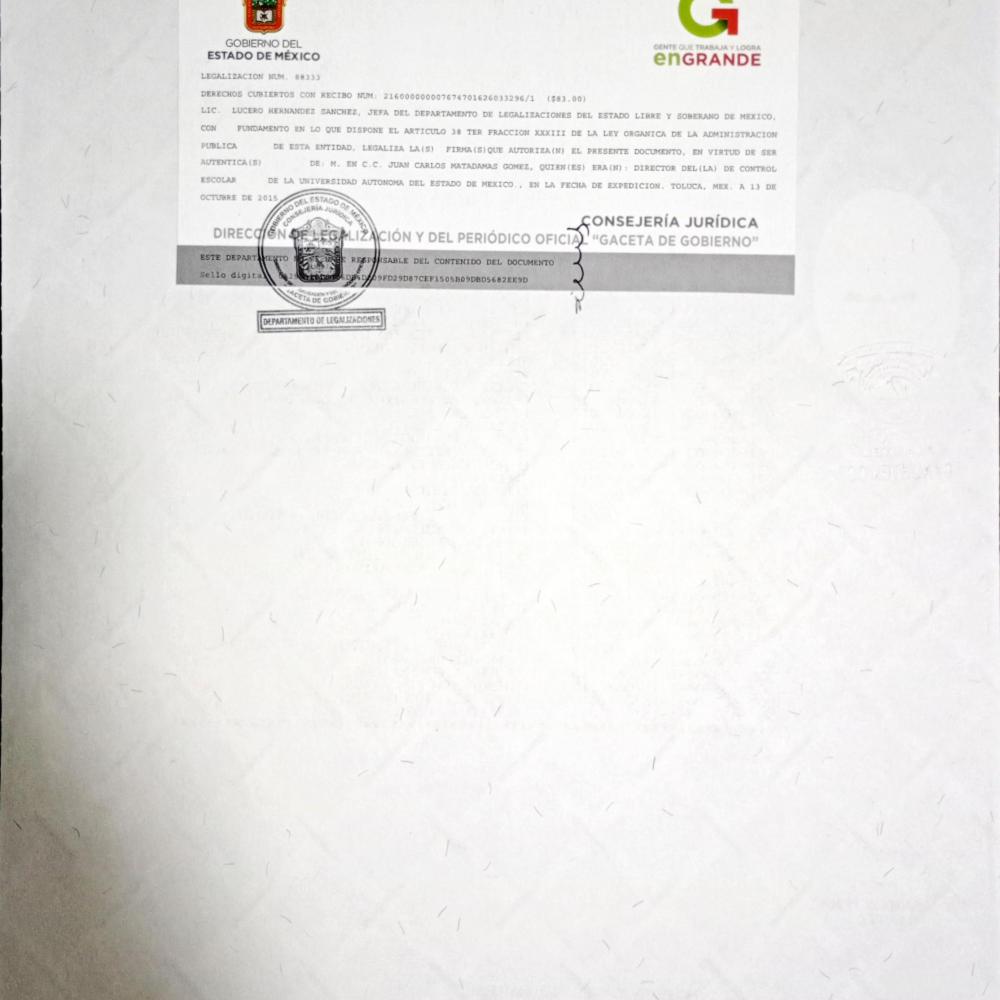 GOBIERNO DEL
ESTADO DE MÉXICO
GENTE QUE TRABAJA Y LOGRA
enGRANDE
LEGALIZACION NUM. 88333
DERECHOS CUBIERTOS CON RECIBO NUM: 216000000007674701626033296/1 ($83.00)
LIC. LUCERO HERNANDEZ SANCHEZ, JEFA DEL DEPARTAMENTO DE LEGALIZACIONES DEL ESTADO LIBRE Y SOBERANO DE MEXICO,
CON FUNDAMENTO EN LO QUE DISPONE EL ARTICULO 38 TER FRACCION XXXIII DE LA LEY ORGANICA DE LA ADMINISTRACION
PUBLICA DE ESTA ENTIDAD, LEGALIZA LA(S) FIRMA(S)QUE AUTORIZA(N) EL PRESENTE DOCUMENTO, EN VIRTUD DE SER
AUTENTICA(S) DE: M. EN C.C. JUAN CARLOS MATADAMAS GOMEZ, QUIEN(ES) ERA(N): DIRECTOR DEL(LA) DE CONTROL
ESCOLAR DE LA UNIVERSIDAD AUTONOMA DEL ESTADO DE MEXICO., EN LA FECHA DE EXPEDICION. TOLUCA, MEX. A 13 DE
OCTUBRE DE 2015
GOBIERNO DEL ESTADO DE MÉXICO
CONSEJERÍA JURÍDICA
CONSEJERÍA JURÍDICA
DIRECCIÓN DE LEGALIZACIÓN Y DEL PERIÓDICO OFICIAL "GACETA DE GOBIERNO"
ESTE DEPARTAMENTO RESPONSABLE DEL CONTENIDO DEL DOCUMENTO
Sello digital
GACETA DE GOBIERNO
DEPARTAMENTO DE LEGALIZACIONES